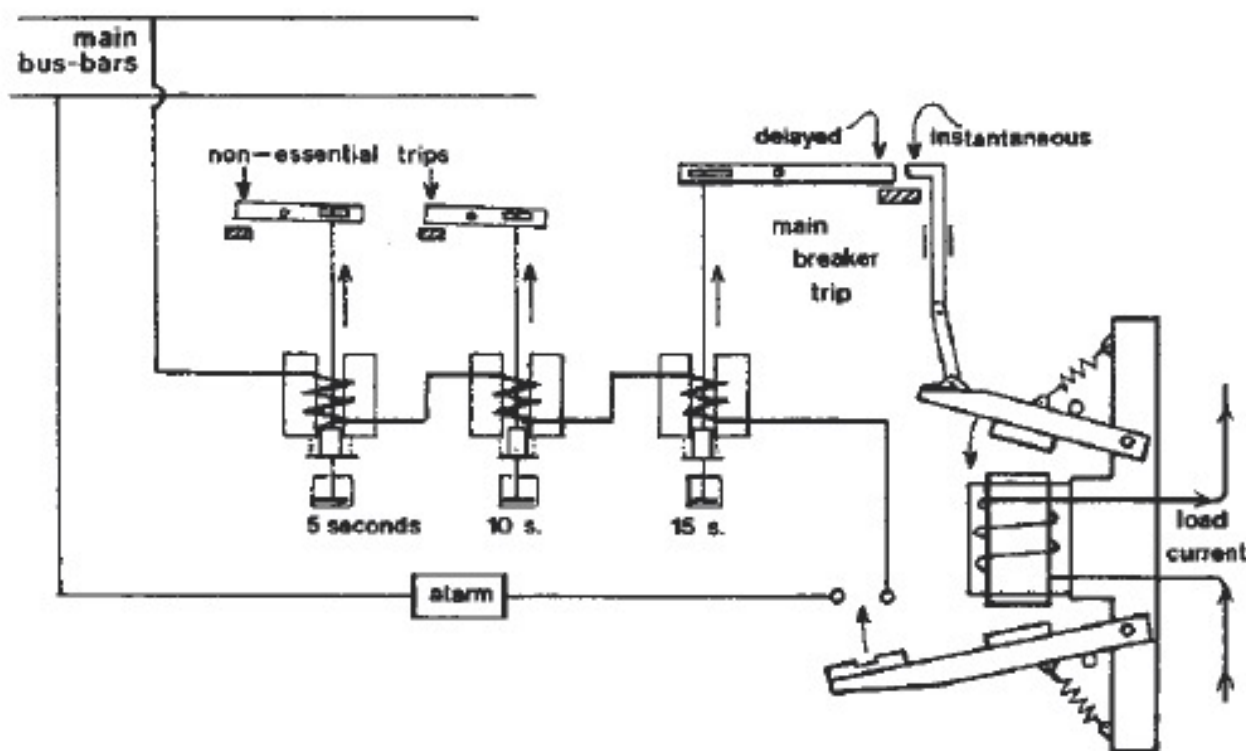 main
bus-bars
non-essential trips
delayed
instantaneous
main
breaker
trip
5 seconds
10 s.
15 s.
load
current
alarm